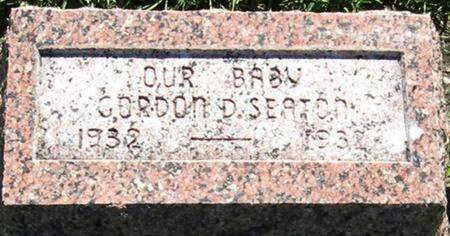 OUR BABY
GORDON D. SEATON
1932 — 1932